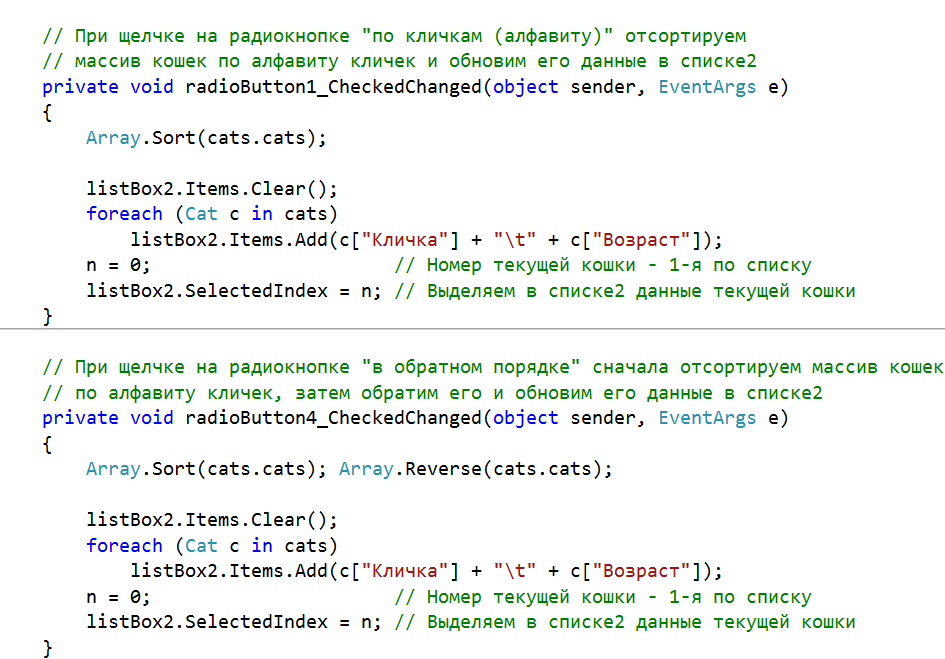 // При щелчке на радиокнопке "по кличкам (алфавиту)" отсортируем
// массив кошек по алфавиту кличек и обновим его данные в списке2
private void radioButton1_CheckedChanged(object sender, EventArgs e)
{
    Array.Sort(cats.cats);

    listBox2.Items.Clear();
    foreach (Cat c in cats)
        listBox2.Items.Add(c["Кличка"] + "\t" + c["Возраст"]);
    n = 0;                      // Номер текущей кошки - 1-я по списку
    listBox2.SelectedIndex = n; // Выделяем в списке2 данные текущей кошки
}
// При щелчке на радиокнопке "в обратном порядке" сначала отсортируем массив кошек
// по алфавиту кличек, затем обратим его и обновим его данные в списке2
private void radioButton4_CheckedChanged(object sender, EventArgs e)
{
    Array.Sort(cats.cats); Array.Reverse(cats.cats);

    listBox2.Items.Clear();
    foreach (Cat c in cats)
        listBox2.Items.Add(c["Кличка"] + "\t" + c["Возраст"]);
    n = 0;                      // Номер текущей кошки - 1-я по списку
    listBox2.SelectedIndex = n; // Выделяем в списке2 данные текущей кошки
}